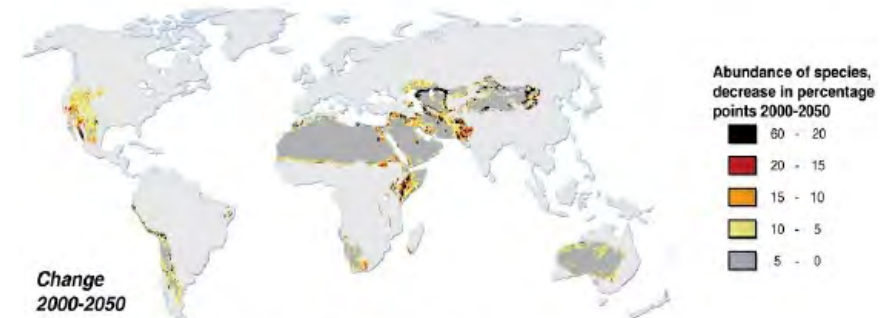 Abundance of species,
decrease in percentage
points 2000-2050
60 - 20
20 - 15
15 - 10
10 - 5
5 - 0
Change
2000-2050